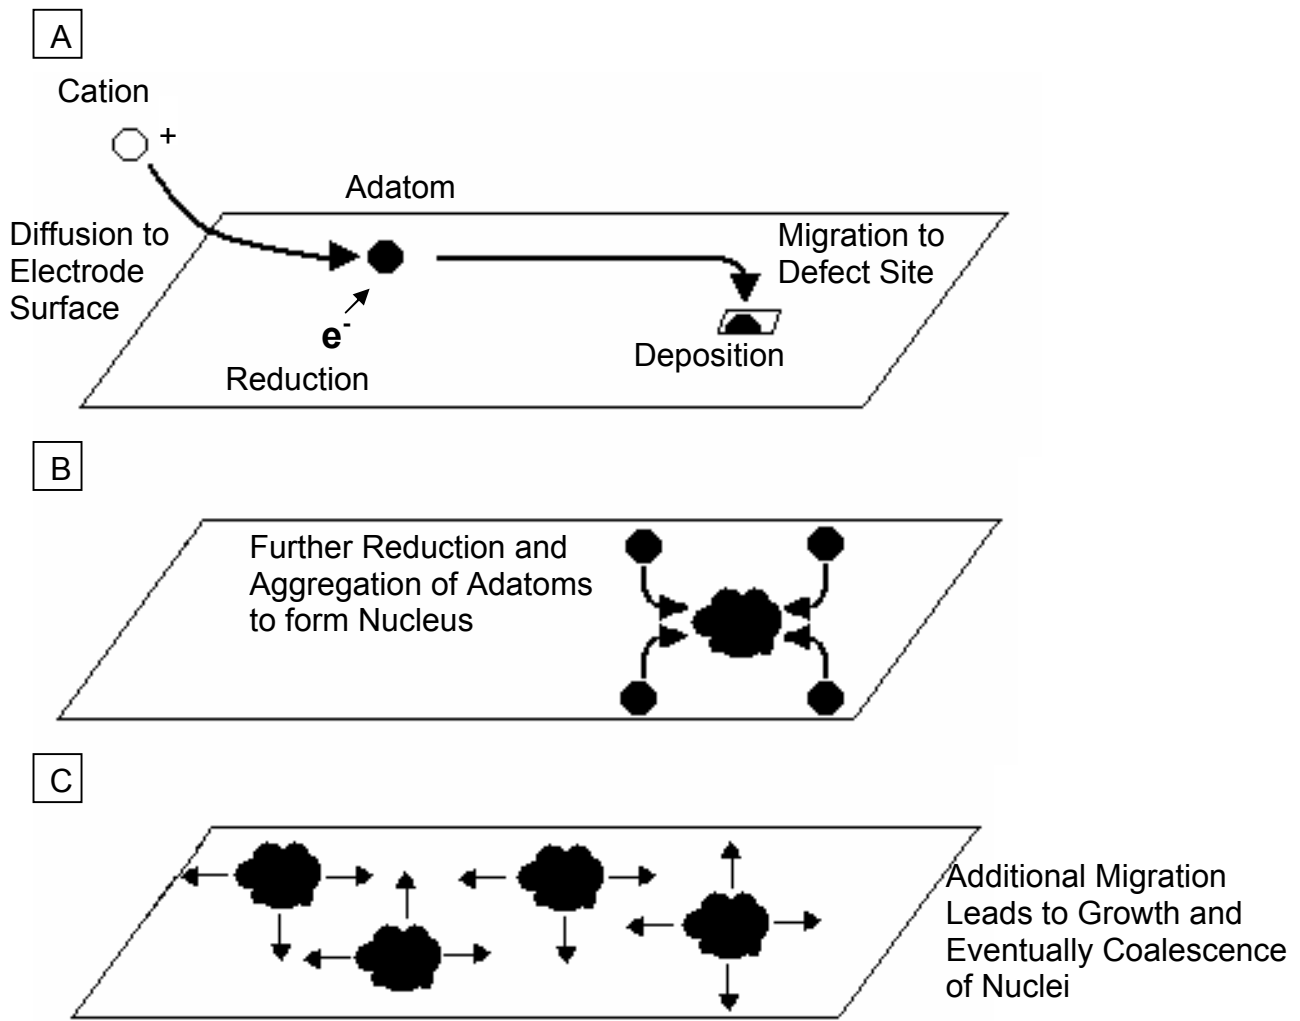 A
Cation
+
Adatom
Diffusion to
Electrode
Surface
Migration to
Defect Site
e-
Reduction
Deposition
B
Further Reduction and
Aggregation of Adatoms
to form Nucleus
C
Additional Migration
Leads to Growth and
Eventually Coalescence
of Nuclei